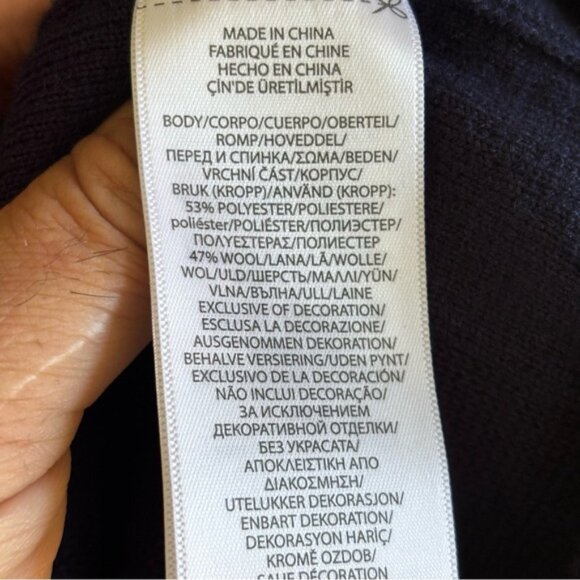 MADE IN CHINA
FABRIQUÉ EN CHINE
HECHO EN CHINA
ÇİN'DE ÜRETİLMİŞTİR
BODY/CORPO/CUERPO/OBERTEIL/
ROMP/HOVEDDEL/
ПЕРЕД И СПИНКА/ΣΩΜΑ/BEDEN/
VRCHNÍ ČÁST/КОРПУС/
BRUK (KROPP)/ANVÄND (KROPP):
53% POLYESTER/POLIESTERE/
poliéster/POLIÉSTER/ПОЛИЭСТЕР/
ΠΟΛΥΕΣΤΕΡΑΣ/ПОЛИЕСТЕР
47% WOOL/LANA/LÃ/WOLLE/
WOL/ULD/ШЕРСТЬ/ΜΑΛΛΙ/YÜN/
VLNA/ВЪЛНА/ULL/LAINE
EXCLUSIVE OF DECORATION/
ESCLUSA LA DECORAZIONE/
AUSGENOMMEN DEKORATION/
BEHALVE VERSIERING/UDEN PYNT/
EXCLUSIVO DE LA DECORACIÓN/
NÃO INCLUI DECORAÇÃO/
ЗА ИСКЛЮЧЕНИЕМ
ДЕКОРАТИВНОЙ ОТДЕЛКИ/
БЕЗ УКРАСАТА/
ΑΠΟΚΛΕΙΣΤΙΚΗ ΑΠΟ
ΔΙΑΚΟΣΜΗΣΗ/
UTELUKKER DEKORASJON/
ENBART DEKORATION/
DEKORASYON HARİÇ/
KROMĚ OZDOB/
SAUF DÉCORATION